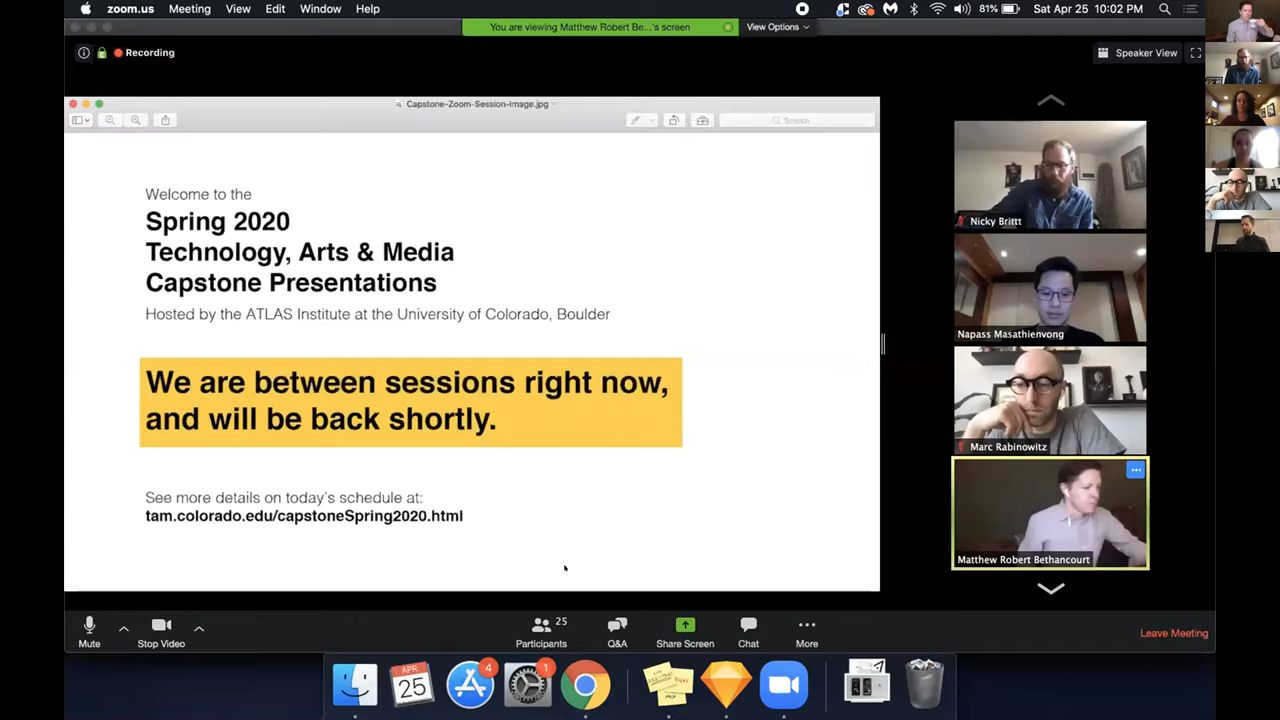 zoom.us Meeting View Edit Window Help 81% Sat Apr 25 10:02 PM
You are viewing Matthew Robert Be...'s screen View Options
Recording
Speaker View
Capstone-Zoom-Session-Image.jpg
Search
Welcome to the
Spring 2020
Technology, Arts & Media
Capstone Presentations
Hosted by the ATLAS Institute at the University of Colorado, Boulder
We are between sessions right now,
and will be back shortly.
See more details on today's schedule at:
tam.colorado.edu/capstoneSpring2020.html
Nicky Brittt
Napass Masathienvong
Marc Rabinowitz
Matthew Robert Bethancourt
Mute
Stop Video
25
Participants
Q&A
Share Screen
Chat
More
Leave Meeting
APR
25
4
1